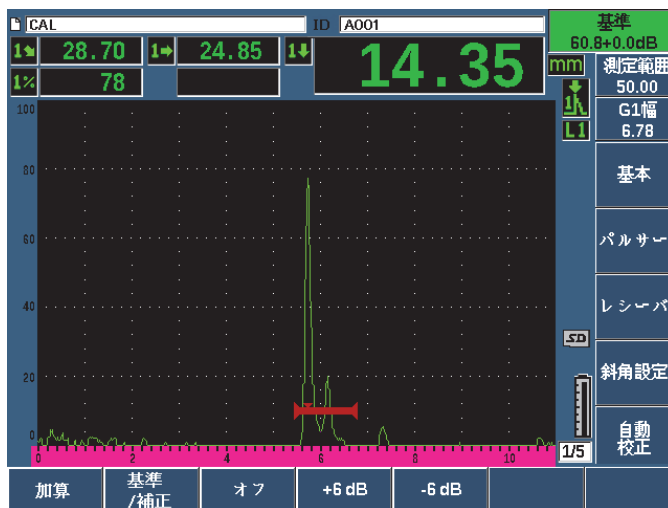 CAL
ID A001
基準
60.8+0.0dB
1 28.70
1 24.85
1 14.35
mm
1% 78
測定範囲
50.00
1
L1
G1幅
6.78
基本
パルサー
レシーバ
斜角設定
自動
校正
100
80
60
40
20
0
0 2 4 6 8 10
SD
1/5
加算
基準
/補正
オフ
+6 dB
-6 dB